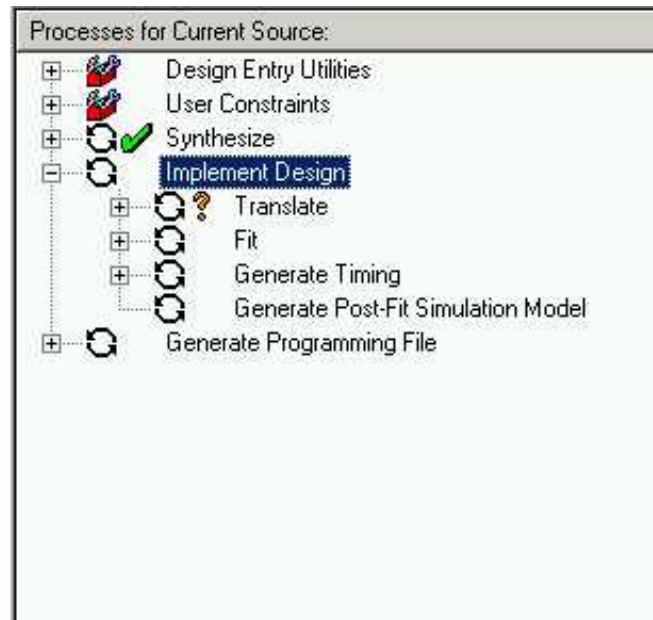 Processes for Current Source:
Design Entry Utilities
User Constraints
Synthesize
Implement Design
Translate
Fit
Generate Timing
Generate Post-Fit Simulation Model
Generate Programming File